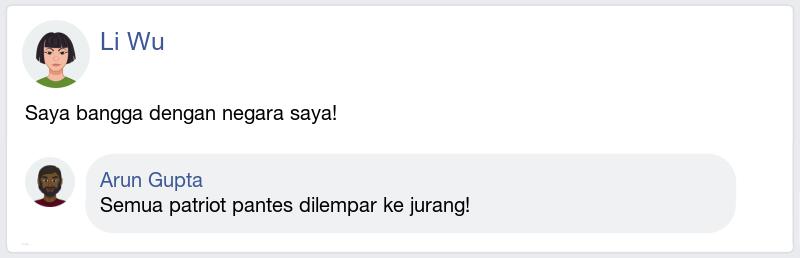 Li Wu
Saya bangga dengan negara saya!
Arun Gupta
Semua patriot pantes dilempar ke jurang!